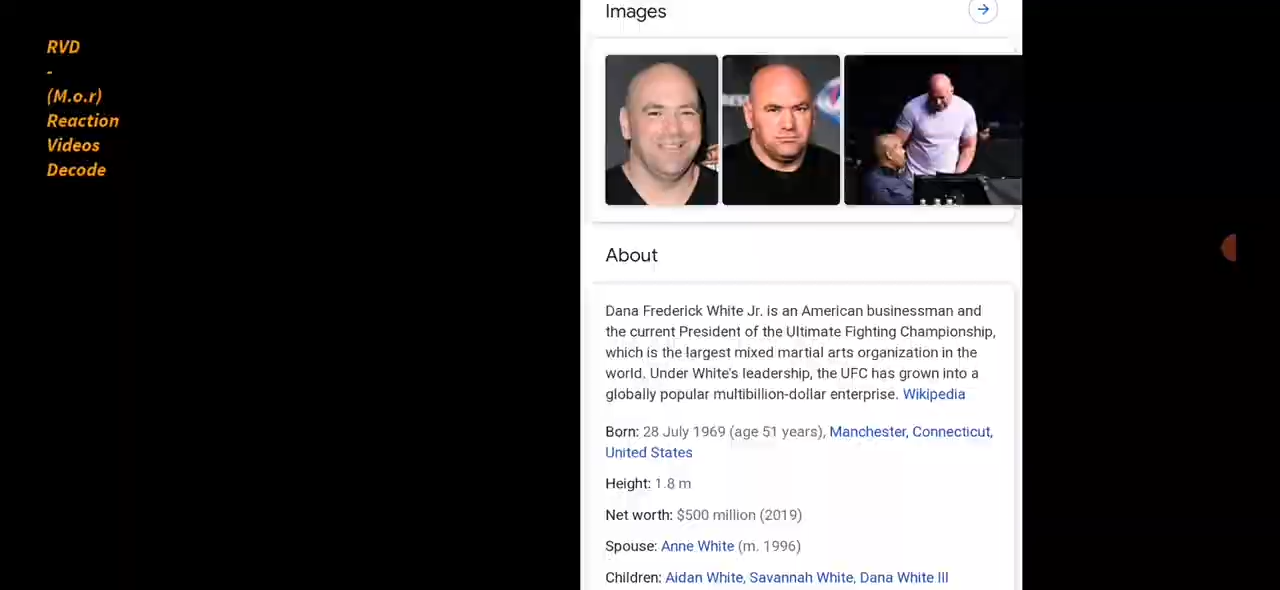 RVD
-
(M.o.r)
Reaction
Videos
Decode
Images
About
Dana Frederick White Jr. is an American businessman and
the current President of the Ultimate Fighting Championship,
which is the largest mixed martial arts organization in the
world. Under White's leadership, the UFC has grown into a
globally popular multibillion-dollar enterprise. Wikipedia
Born: 28 July 1969 (age 51 years), Manchester, Connecticut,
United States
Height: 1.8 m
Net worth: $500 million (2019)
Spouse: Anne White (m. 1996)
Children: Aidan White, Savannah White, Dana White III